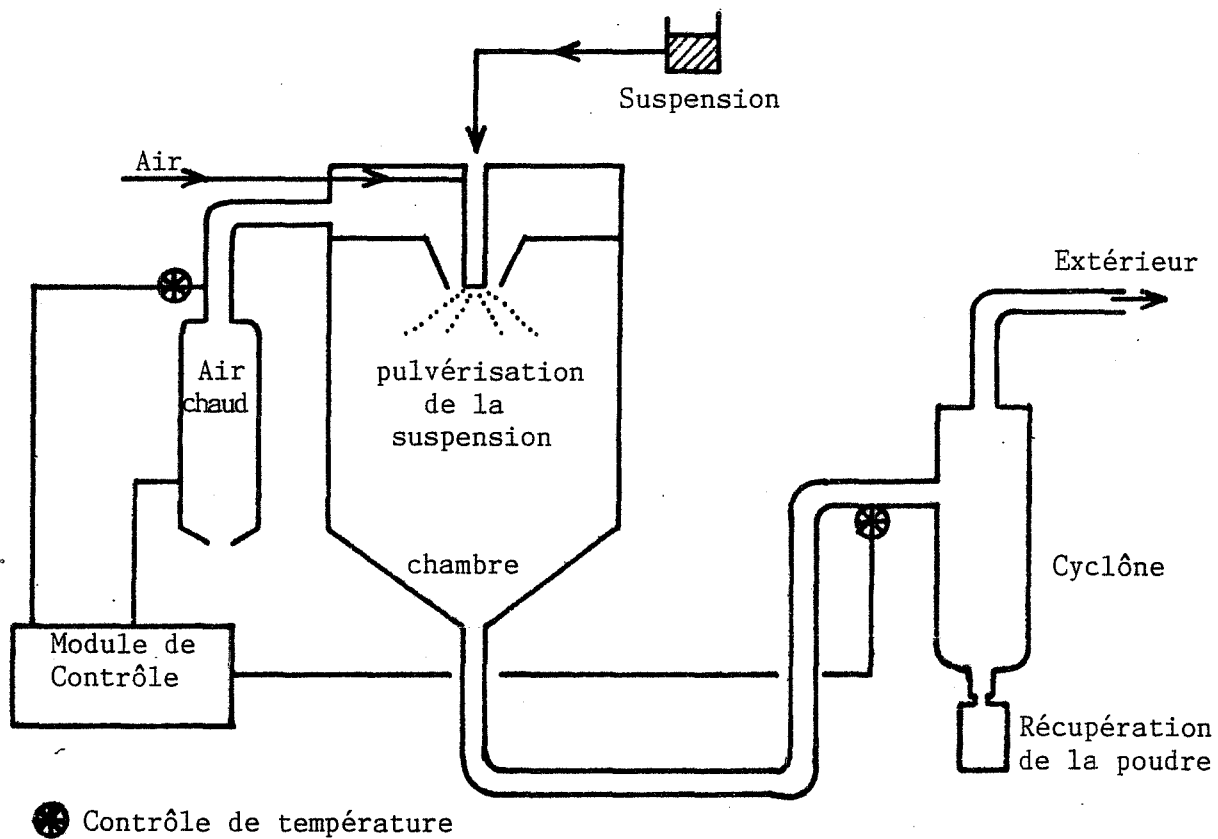 Suspension
Air
Extérieur
Air
chaud
pulvérisation
de la
suspension
chambre
Cyclône
Module de
Contrôle
Récupération
de la poudre
Contrôle de température